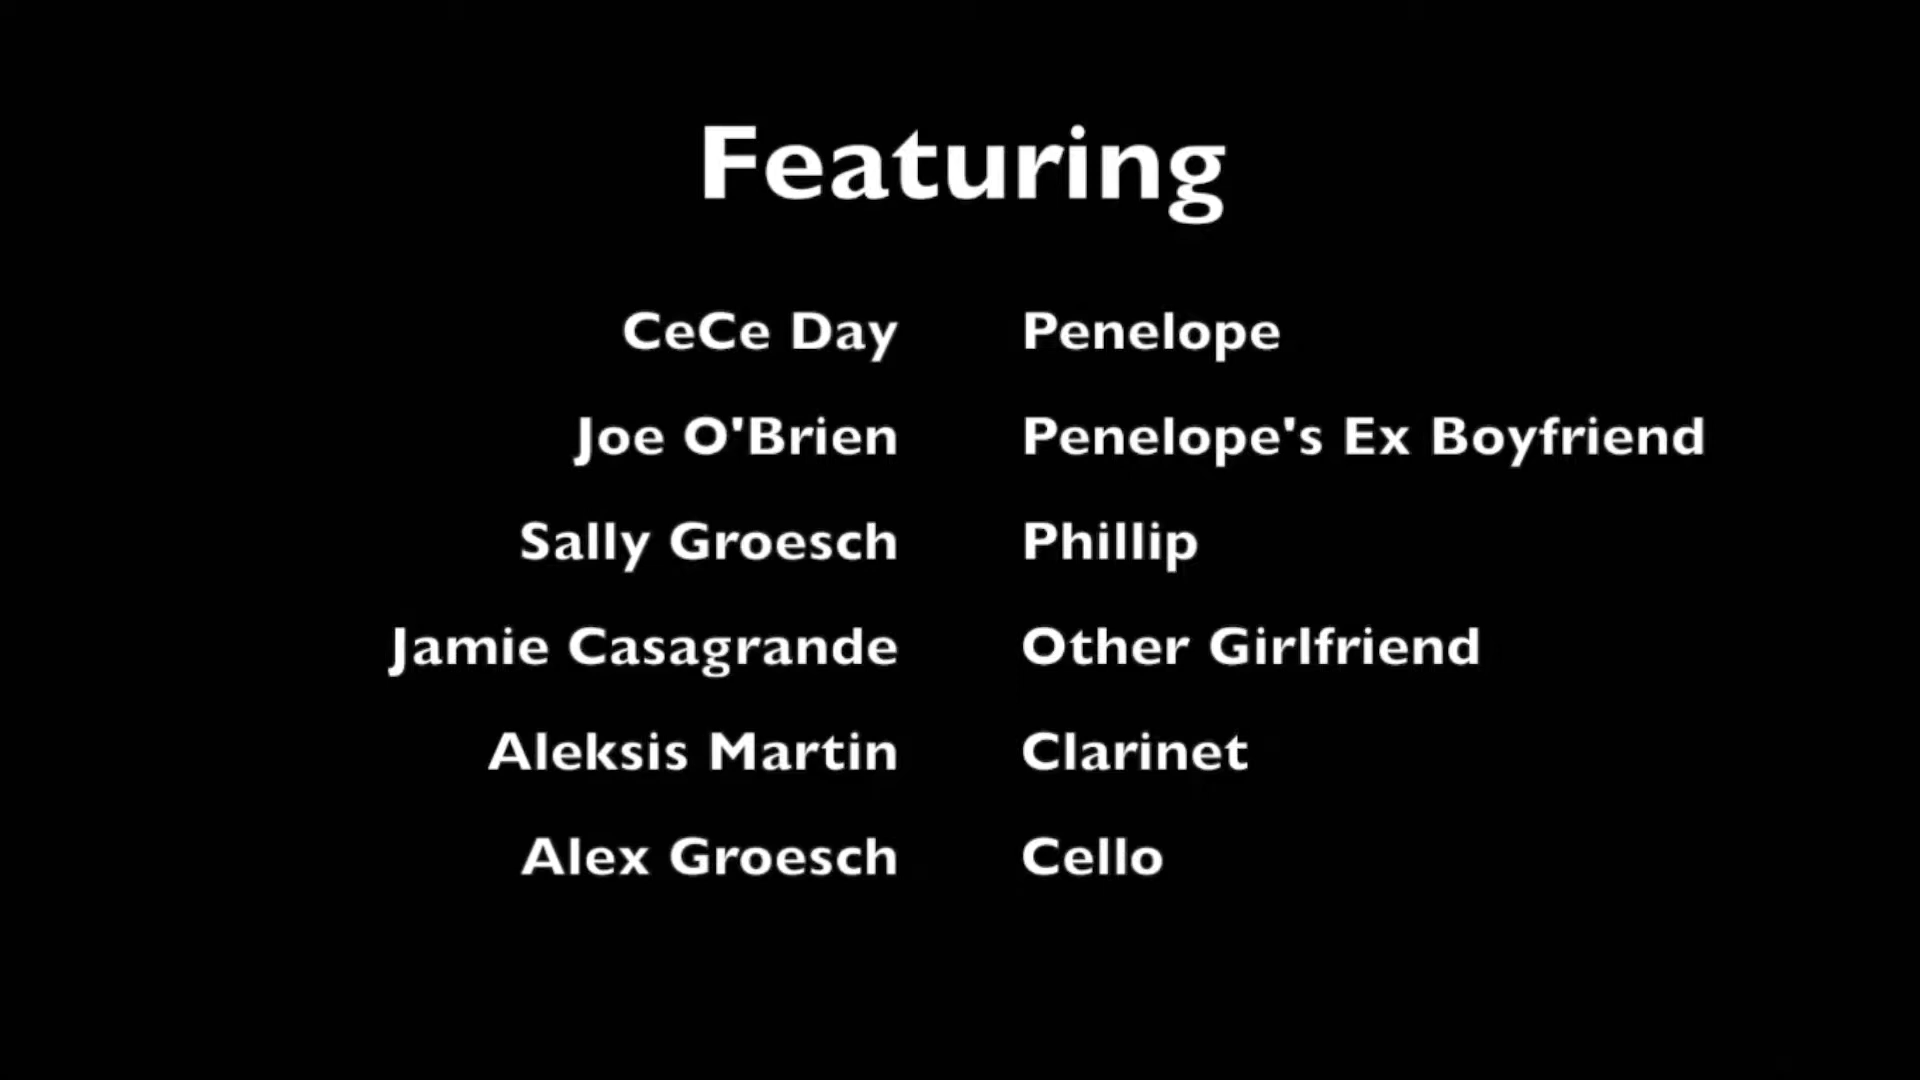 Featuring
CeCe Day Penelope
Joe O'Brien Penelope's Ex Boyfriend
Sally Groesch Phillip
Jamie Casagrande Other Girlfriend
Aleksis Martin Clarinet
Alex Groesch Cello